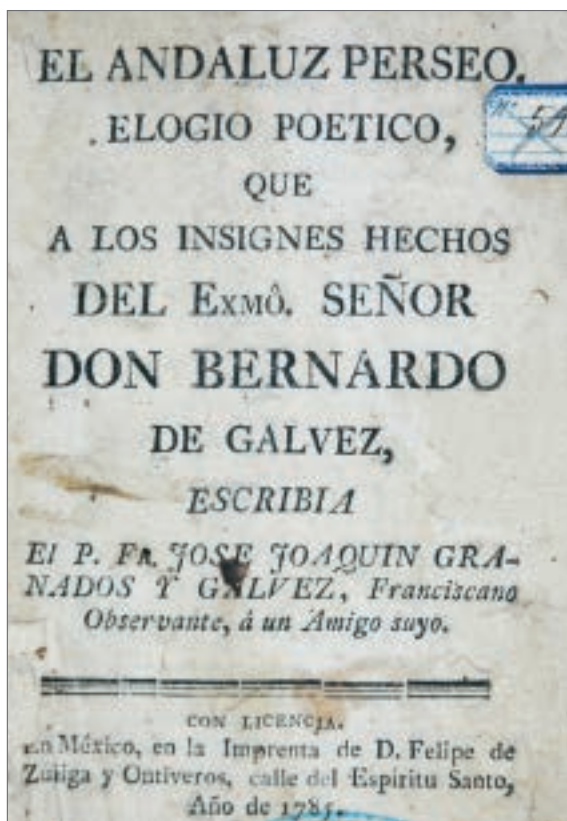 EL ANDALUZ PERSEO.
ELOGIO POETICO,
QUE
A LOS INSIGNES HECHOS
DEL EXMÔ. SEÑOR
DON BERNARDO
DE GALVEZ,
ESCRIBIA
El P. FR. JOSE JOAQUIN GRA-
NADOS Y GALVEZ, Franciscano
Observante, á un Amigo suyo.
CON LICENCIA.
En México, en la Imprenta de D. Felipe de
Zuñiga y Ontiveros, calle del Espiritu Santo,
Año de 1785.